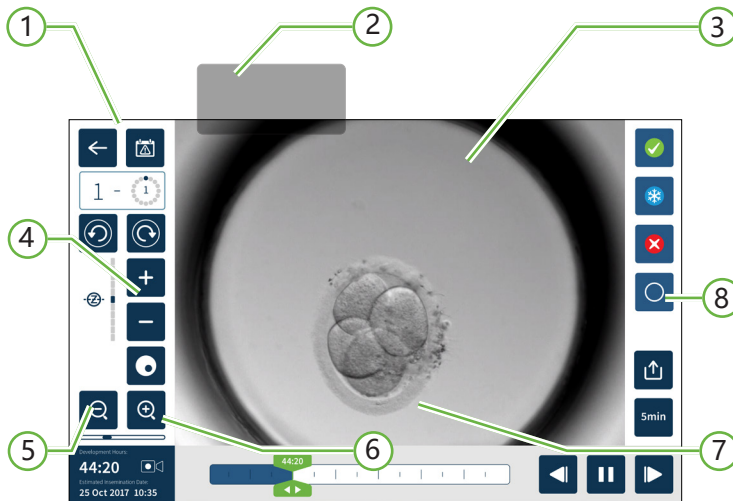 1
2
3
1 - 1
4
Z
8
5min
5
6
7
Development Hours:
44:20
Estimated Insemination Date:
25 Oct 2017 10:35
44:20